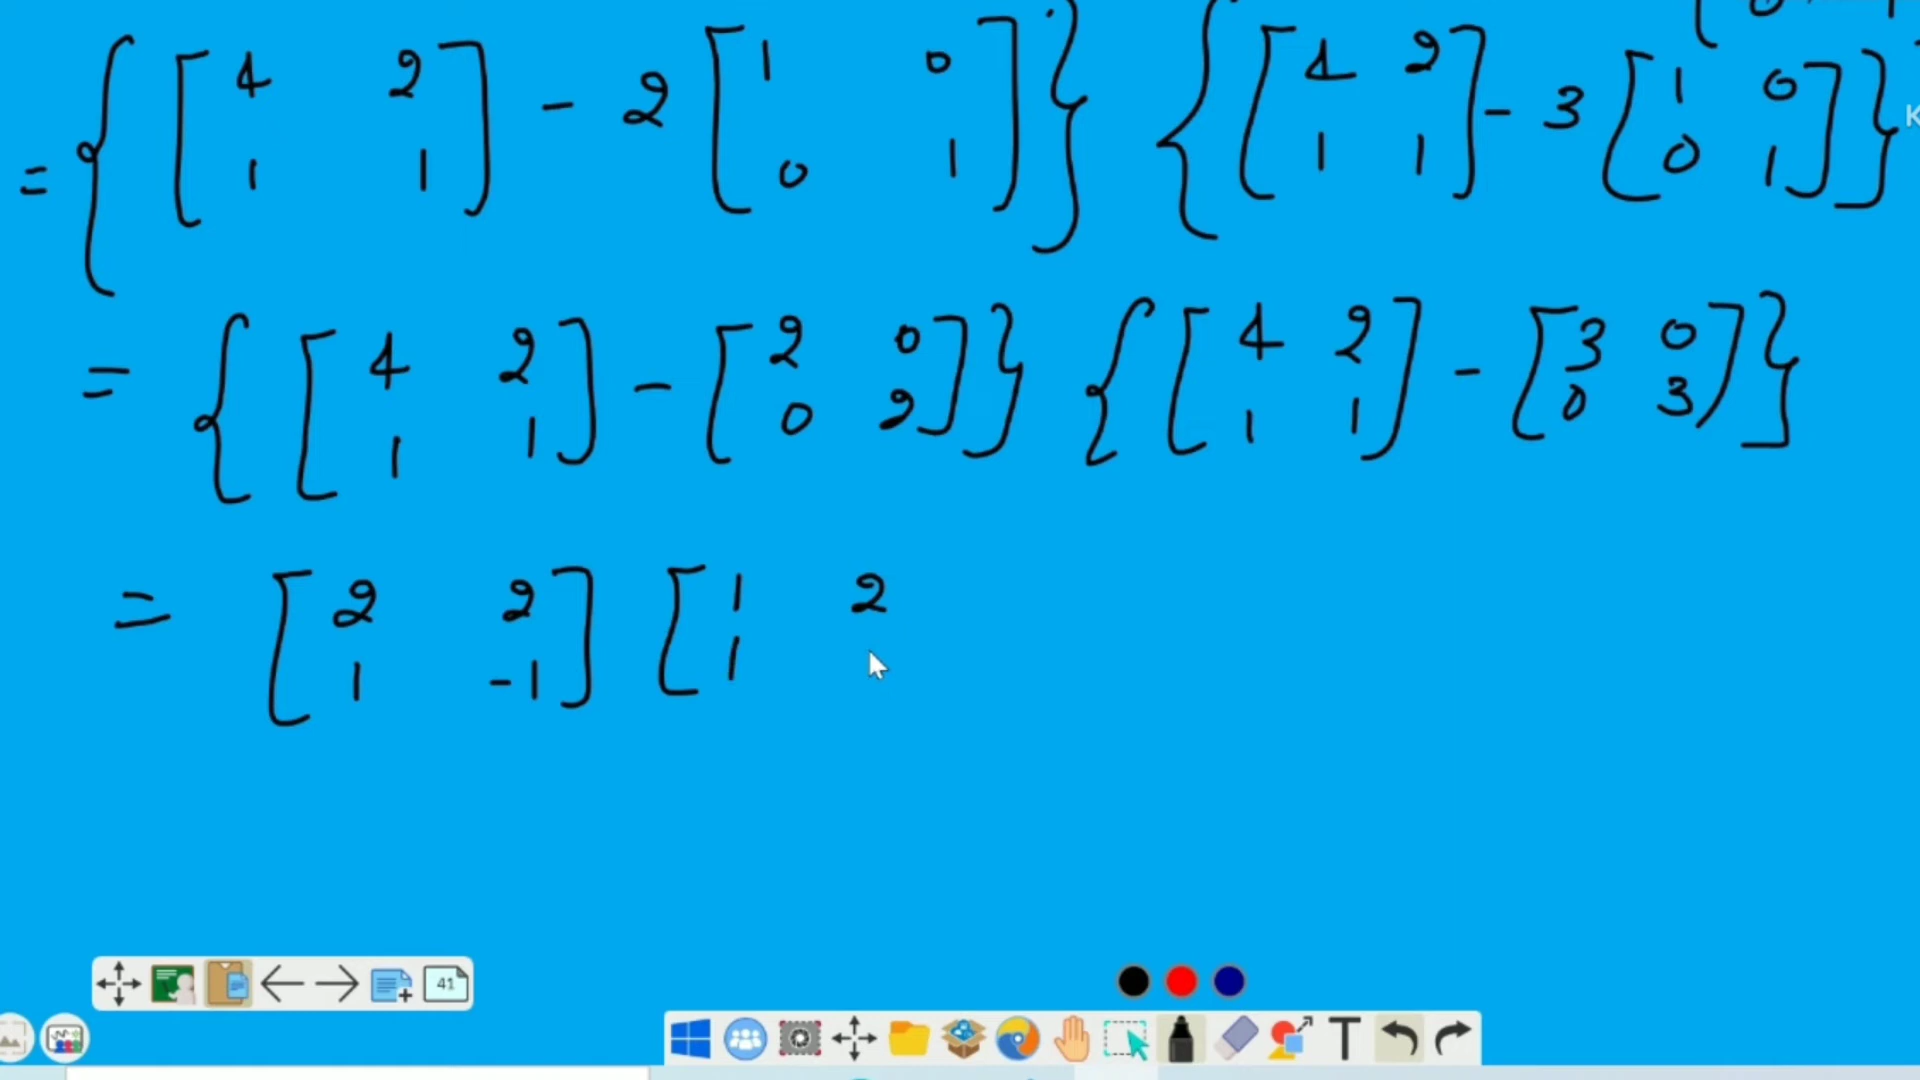 = { [ 4 2 ] - 2 [ 1 0 ] } { [ 4 2 ] - 3 [ 1 0 ] }
1 1 0 1 1 1 0 1
= { [ 4 2 ] - [ 2 0 ] } { [ 4 2 ] - [ 3 0 ] }
1 1 0 2 1 1 0 3
= [ 2 2 ] [ 1 2
1 -1 1
41
T